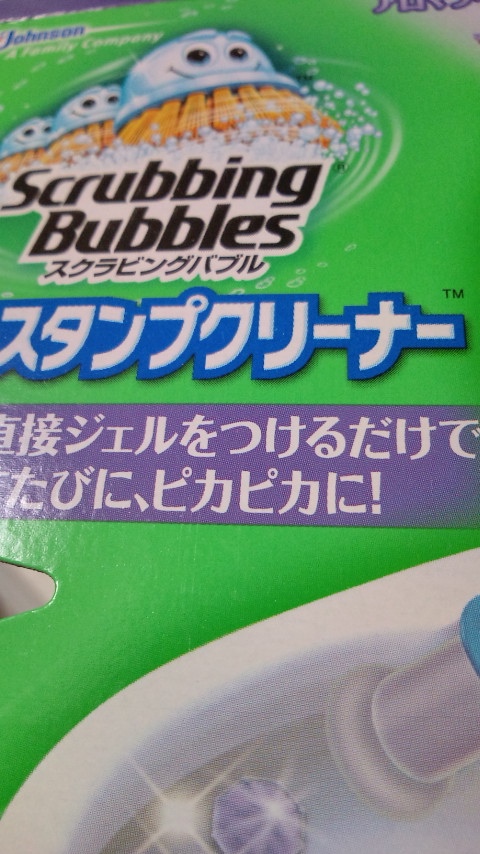 Johnson
A Family Company
Scrubbing
Bubbles®
スクラビングバブル
スタンプクリーナー™
直接ジェルをつけるだけで
たびに、ピカピカに!